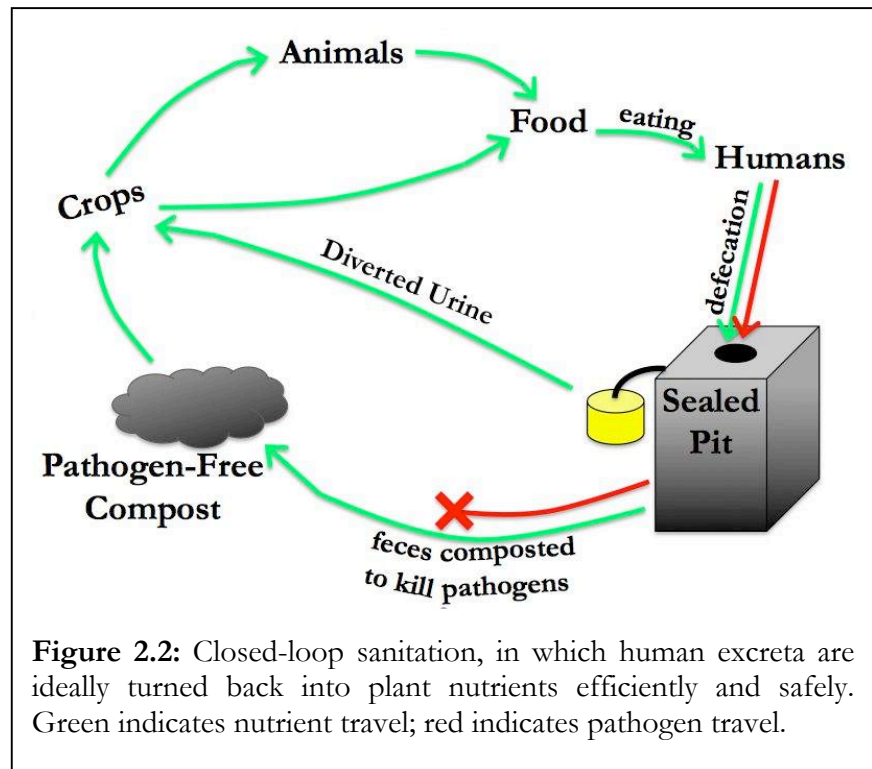 Animals
Food
eating
Humans
Crops
defecation
Diverted Urine
Sealed
Pit
Pathogen-Free
Compost
feces composted
to kill pathogens
Figure 2.2: Closed-loop sanitation, in which human excreta are
ideally turned back into plant nutrients efficiently and safely.
Green indicates nutrient travel; red indicates pathogen travel.